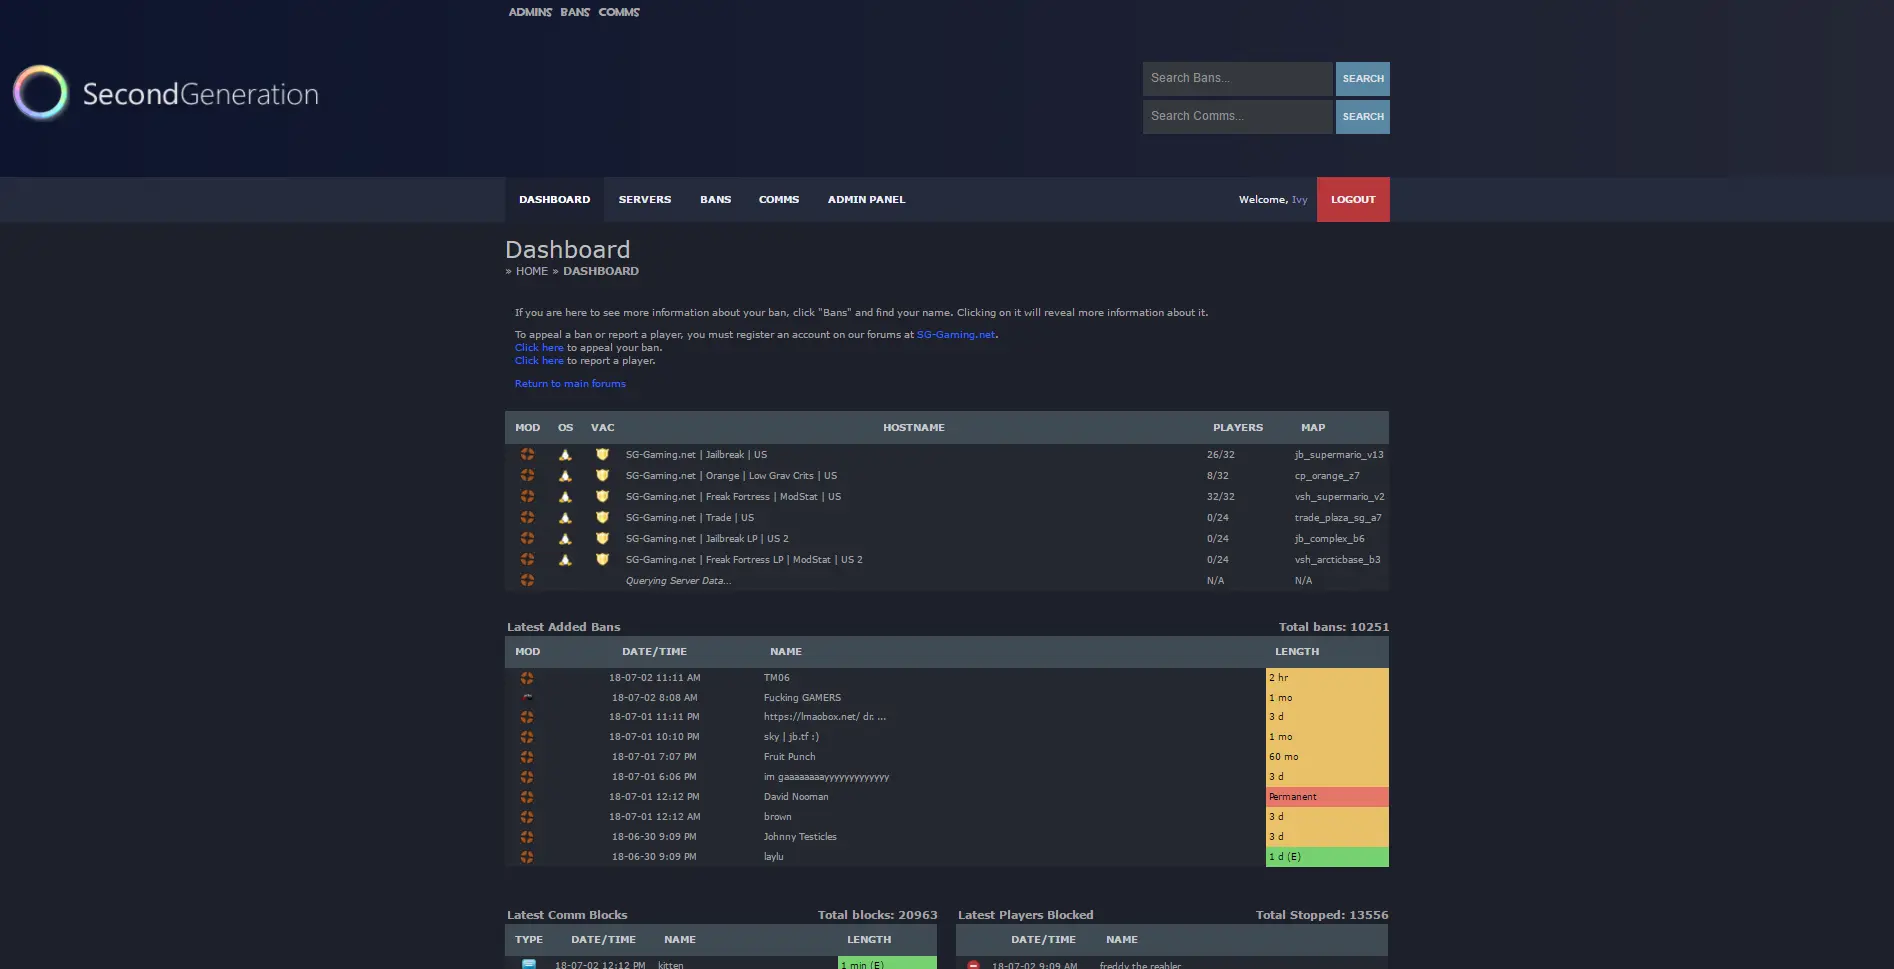 ADMINS BANS COMMS
SecondGeneration
Search Bans... SEARCH
Search Comms... SEARCH
DASHBOARD SERVERS BANS COMMS ADMIN PANEL Welcome, Ivy LOGOUT
Dashboard
» HOME » DASHBOARD
If you are here to see more information about your ban, click "Bans" and find your name. Clicking on it will reveal more information about it.
To appeal a ban or report a player, you must register an account on our forums at SG-Gaming.net.
Click here to appeal your ban.
Click here to report a player.
Return to main forums
MOD OS VAC HOSTNAME PLAYERS MAP
SG-Gaming.net | Jailbreak | US 26/32 jb_supermario_v13
SG-Gaming.net | Orange | Low Grav Crits | US 8/32 cp_orange_z7
SG-Gaming.net | Freak Fortress | ModStat | US 32/32 vsh_supermario_v2
SG-Gaming.net | Trade | US 0/24 trade_plaza_sg_a7
SG-Gaming.net | Jailbreak LP | US 2 0/24 jb_complex_b6
SG-Gaming.net | Freak Fortress LP | ModStat | US 2 0/24 vsh_arcticbase_b3
Querying Server Data... N/A N/A
Latest Added Bans Total bans: 10251
MOD DATE/TIME NAME LENGTH
18-07-02 11:11 AM TM06 2 hr
18-07-02 8:08 AM Fucking GAMERS 1 mo
18-07-01 11:11 PM https://lmaobox.net/ dr. ... 3 d
18-07-01 10:10 PM sky | jb.tf :) 1 mo
18-07-01 7:07 PM Fruit Punch 60 mo
18-07-01 6:06 PM im gaaaaaaaayyyyyyyyyyyyy 3 d
18-07-01 12:12 PM David Nooman Permanent
18-07-01 12:12 AM brown 3 d
18-06-30 9:09 PM Johnny Testicles 3 d
18-06-30 9:09 PM laylu 1 d (E)
Latest Comm Blocks Total blocks: 20963 Latest Players Blocked Total Stopped: 13556
TYPE DATE/TIME NAME LENGTH DATE/TIME NAME
18-07-02 12:12 PM kitten 1 min (E) 18-07-02 9:09 AM freddy the reahler